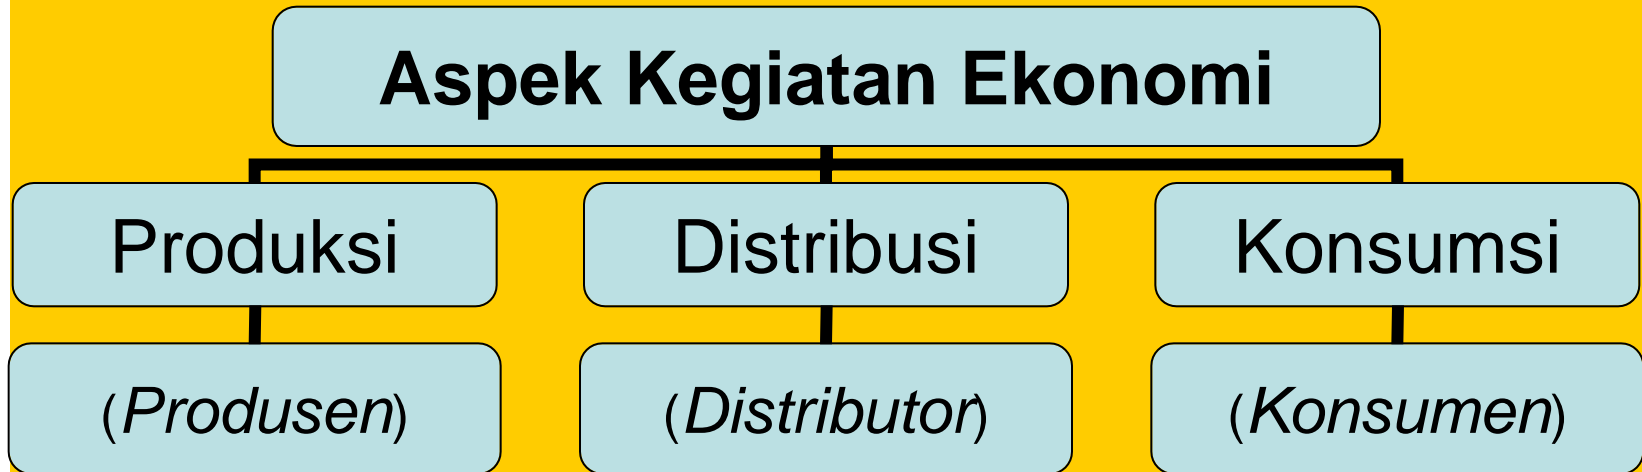 Aspek Kegiatan Ekonomi
Produksi
Distribusi
Konsumsi
(Produsen)
(Distributor)
(Konsumen)